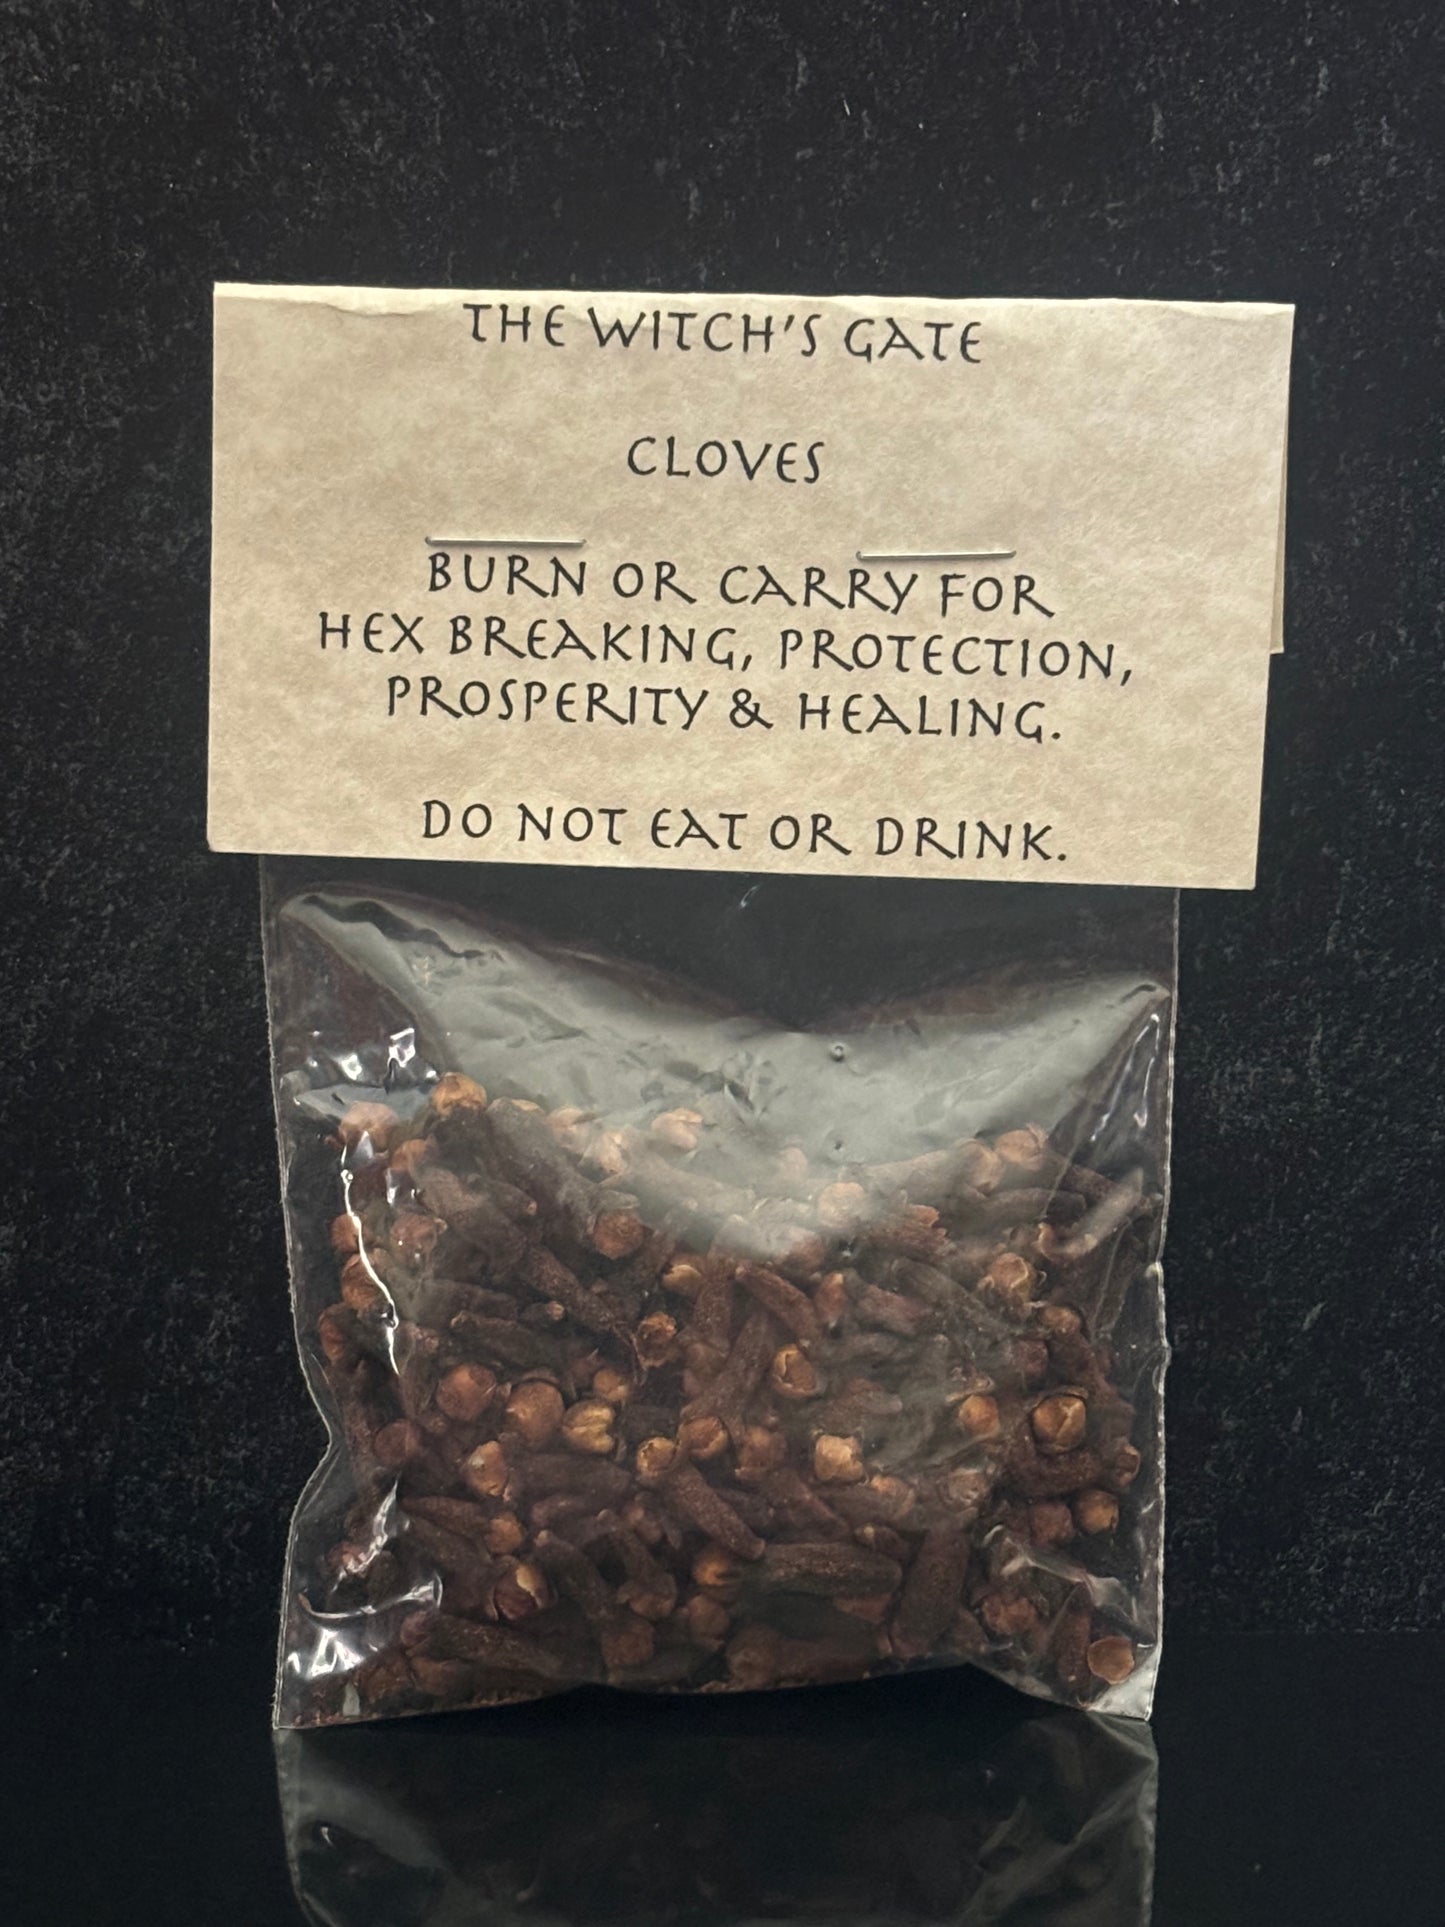 THE WITCH'S GATE
CLOVES
BURN OR CARRY FOR
HEX BREAKING, PROTECTION,
PROSPERITY & HEALING.
DO NOT EAT OR DRINK.